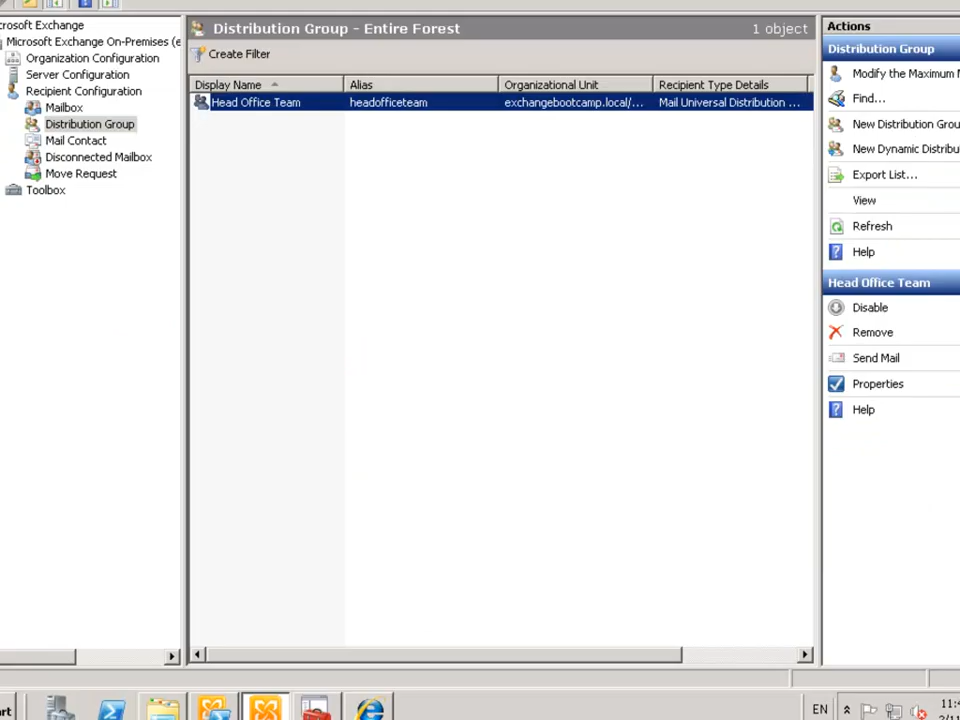 crosoft Exchange
Microsoft Exchange On-Premises (e
Organization Configuration
Server Configuration
Recipient Configuration
Mailbox
Distribution Group
Mail Contact
Disconnected Mailbox
Move Request
Toolbox
Distribution Group - Entire Forest
1 object
Create Filter
Display Name
Alias
Organizational Unit
Recipient Type Details
Head Office Team
headofficeteam
exchangebootcamp.local/...
Mail Universal Distribution ...
Actions
Distribution Group
Modify the Maximum N
Find...
New Distribution Grou
New Dynamic Distribu
Export List...
View
Refresh
Help
Head Office Team
Disable
Remove
Send Mail
Properties
Help
art
EN
11:4